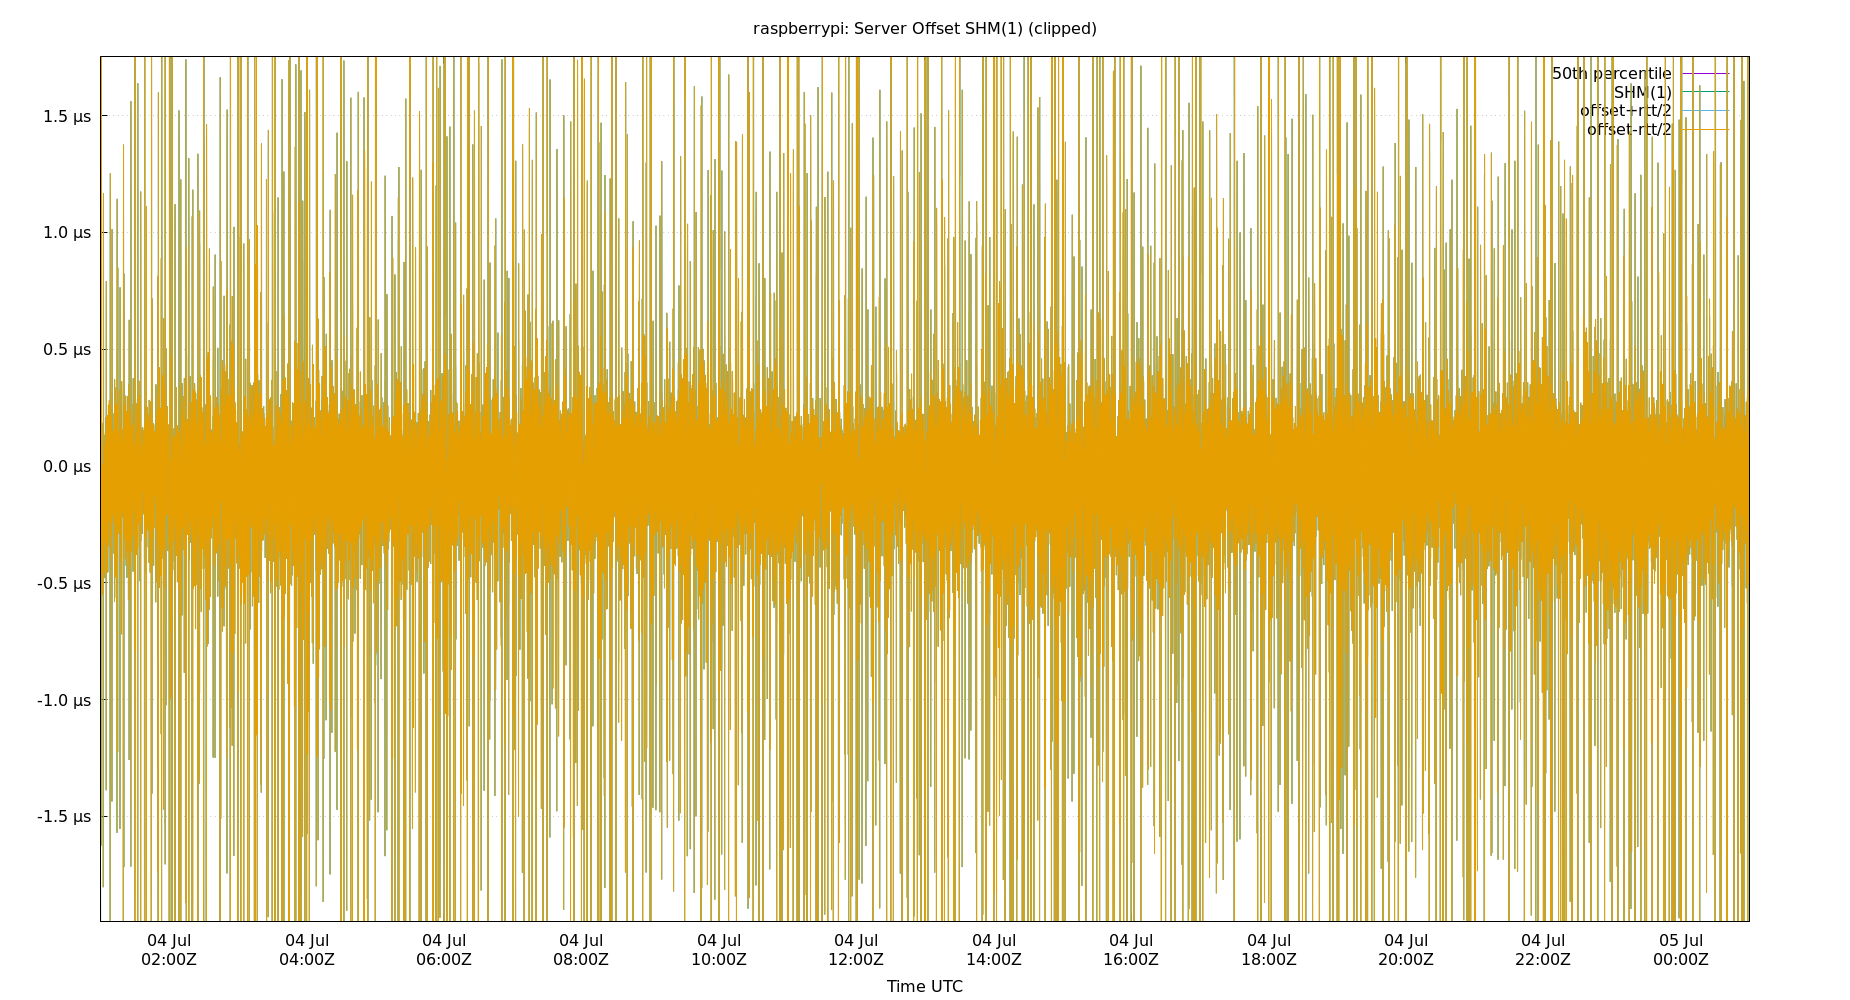 raspberrypi: Server Offset SHM(1) (clipped)
50th percentile
SHM(1)
offset+rtt/2
offset-rtt/2
1.5 µs
1.0 µs
0.5 µs
0.0 µs
-0.5 µs
-1.0 µs
-1.5 µs
04 Jul 04 Jul 04 Jul 04 Jul 04 Jul 04 Jul 04 Jul 04 Jul 04 Jul 04 Jul 04 Jul 05 Jul
02:00Z 04:00Z 06:00Z 08:00Z 10:00Z 12:00Z 14:00Z 16:00Z 18:00Z 20:00Z 22:00Z 00:00Z
Time UTC